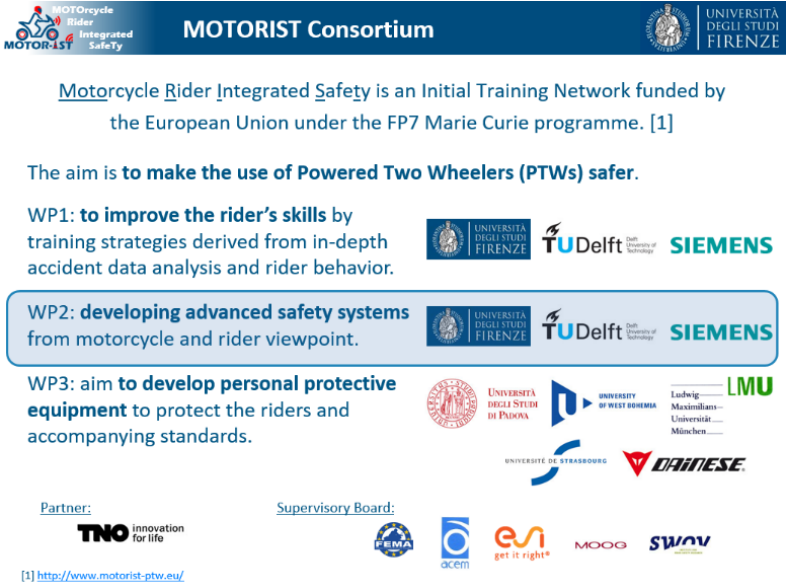 MOTOrcycle
Rider
Integrated
SafeTy
MOTOR-IST
MOTORIST Consortium
UNIVERSITÀ
DEGLI STUDI
FIRENZE
Motorcycle Rider Integrated Safety is an Initial Training Network funded by
the European Union under the FP7 Marie Curie programme. [1]
The aim is to make the use of Powered Two Wheelers (PTWs) safer.
WP1: to improve the rider's skills by
training strategies derived from in-depth
accident data analysis and rider behavior.
UNIVERSITÀ
DEGLI STUDI
FIRENZE
TUDelft
Delft
University of
Technology
SIEMENS
WP2: developing advanced safety systems
from motorcycle and rider viewpoint.
UNIVERSITÀ
DEGLI STUDI
FIRENZE
TUDelft
Delft
University of
Technology
SIEMENS
WP3: aim to develop personal protective
equipment to protect the riders and
accompanying standards.
UNIVERSITÀ
DEGLI STUDI
DI PADOVA
UNIVERSITY
OF WEST BOHEMIA
Ludwig
Maximilians–
Universität
München
LMU
UNIVERSITÉ DE STRASBOURG
DAINESE
Partner:
TNO innovation
for life
Supervisory Board:
FEMA
acem
esi
get it right®
MOOG
SWOV
[1] http://www.motorist-ptw.eu/